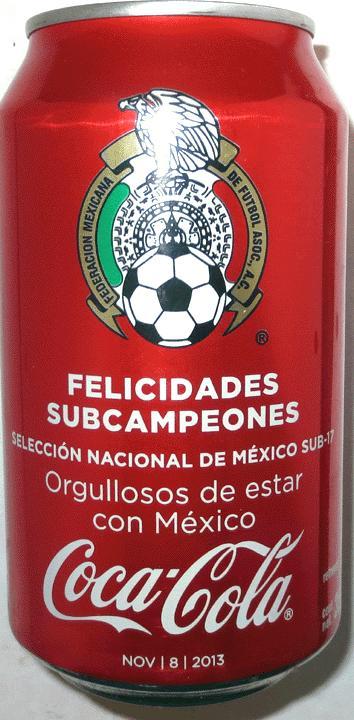 FEDERACION MEXICANA
DE FUTBOL ASOC., A.C.
®
FELICIDADES
SUBCAMPEONES
SELECCIÓN NACIONAL DE MÉXICO SUB-17
Orgullosos de estar
con México
Coca-Cola®
NOV | 8 | 2013